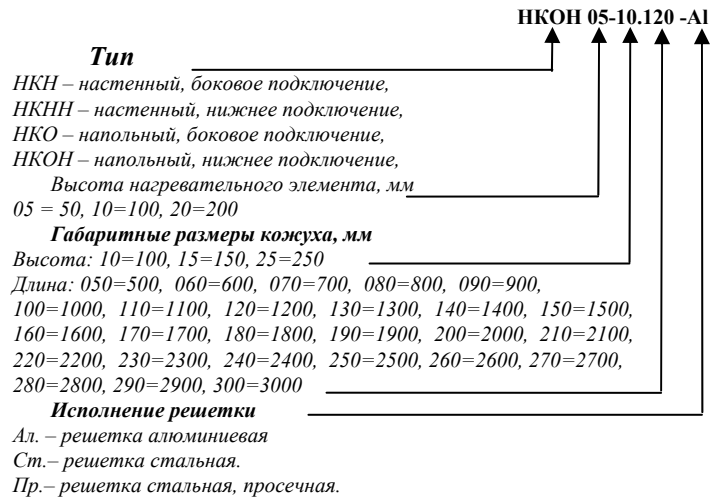 НКОН 05-10.120 -Al
Тип
НКН – настенный, боковое подключение,
НКНН – настенный, нижнее подключение,
НКО – напольный, боковое подключение,
НКОН – напольный, нижнее подключение,
Высота нагревательного элемента, мм
05 = 50, 10=100, 20=200
Габаритные размеры кожуха, мм
Высота: 10=100, 15=150, 25=250
Длина: 050=500, 060=600, 070=700, 080=800, 090=900,
100=1000, 110=1100, 120=1200, 130=1300, 140=1400, 150=1500,
160=1600, 170=1700, 180=1800, 190=1900, 200=2000, 210=2100,
220=2200, 230=2300, 240=2400, 250=2500, 260=2600, 270=2700,
280=2800, 290=2900, 300=3000
Исполнение решетки
Ал. – решетка алюминиевая
Ст.– решетка стальная.
Пр.– решетка стальная, просечная.